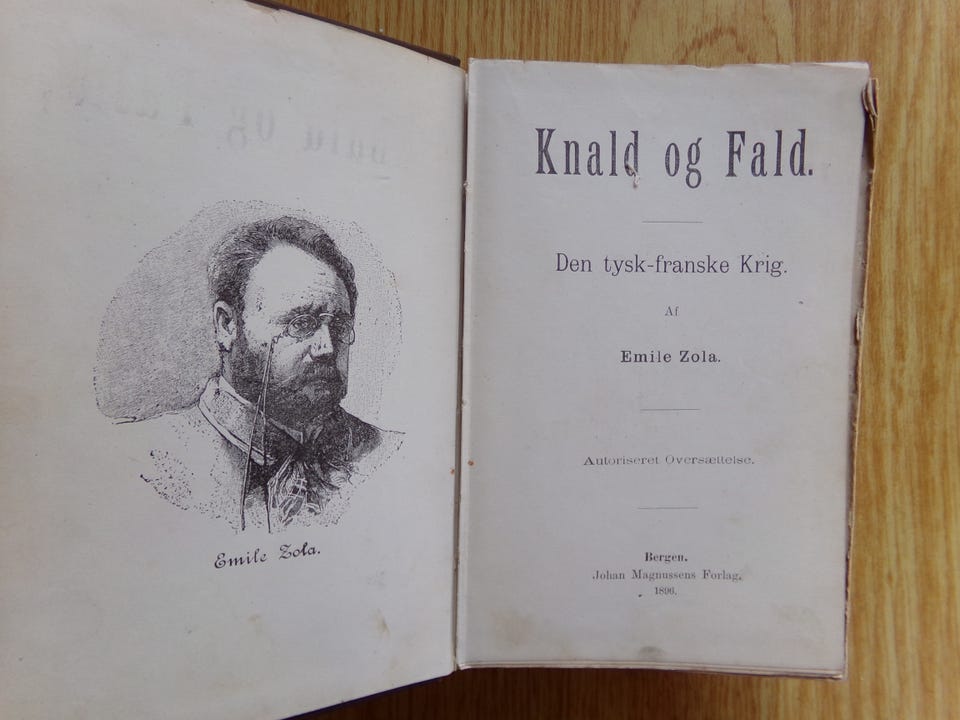 Emile Zola.
Knald og Fald.
Den tysk-franske Krig.
Af
Emile Zola.
Autoriseret Oversættelse.
Bergen.
Johan Magnussens Forlag.
1896.